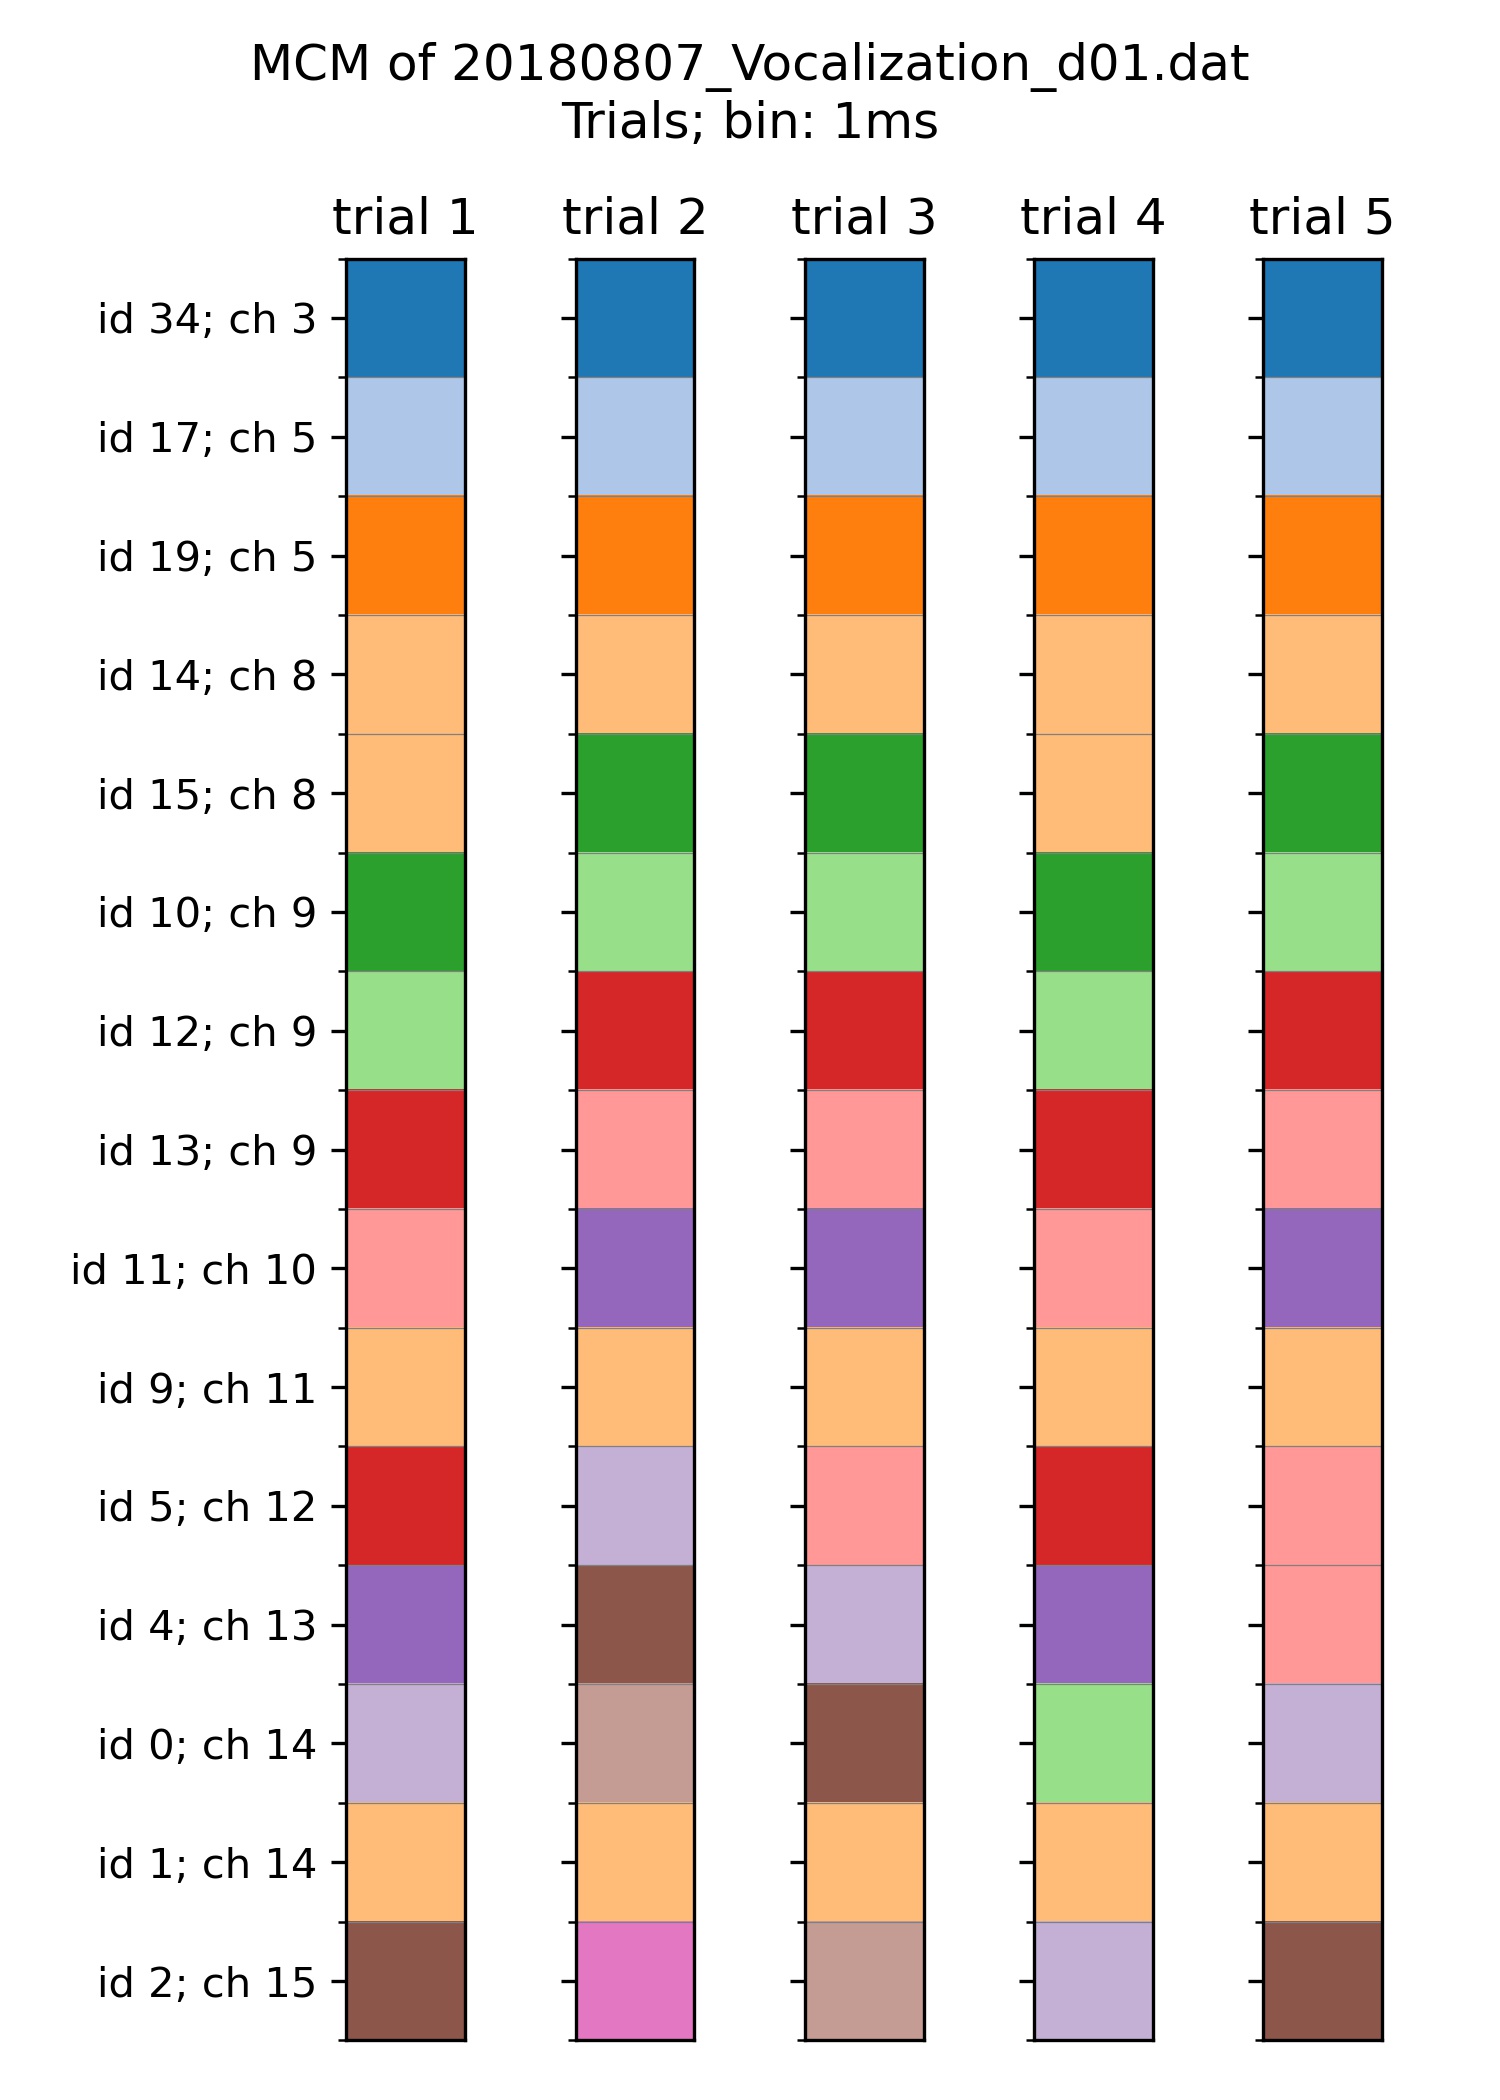 MCM of 20180807_Vocalization_d01.dat
Trials; bin: 1ms
trial 1 trial 2 trial 3 trial 4 trial 5
id 34; ch 3
id 17; ch 5
id 19; ch 5
id 14; ch 8
id 15; ch 8
id 10; ch 9
id 12; ch 9
id 13; ch 9
id 11; ch 10
id 9; ch 11
id 5; ch 12
id 4; ch 13
id 0; ch 14
id 1; ch 14
id 2; ch 15